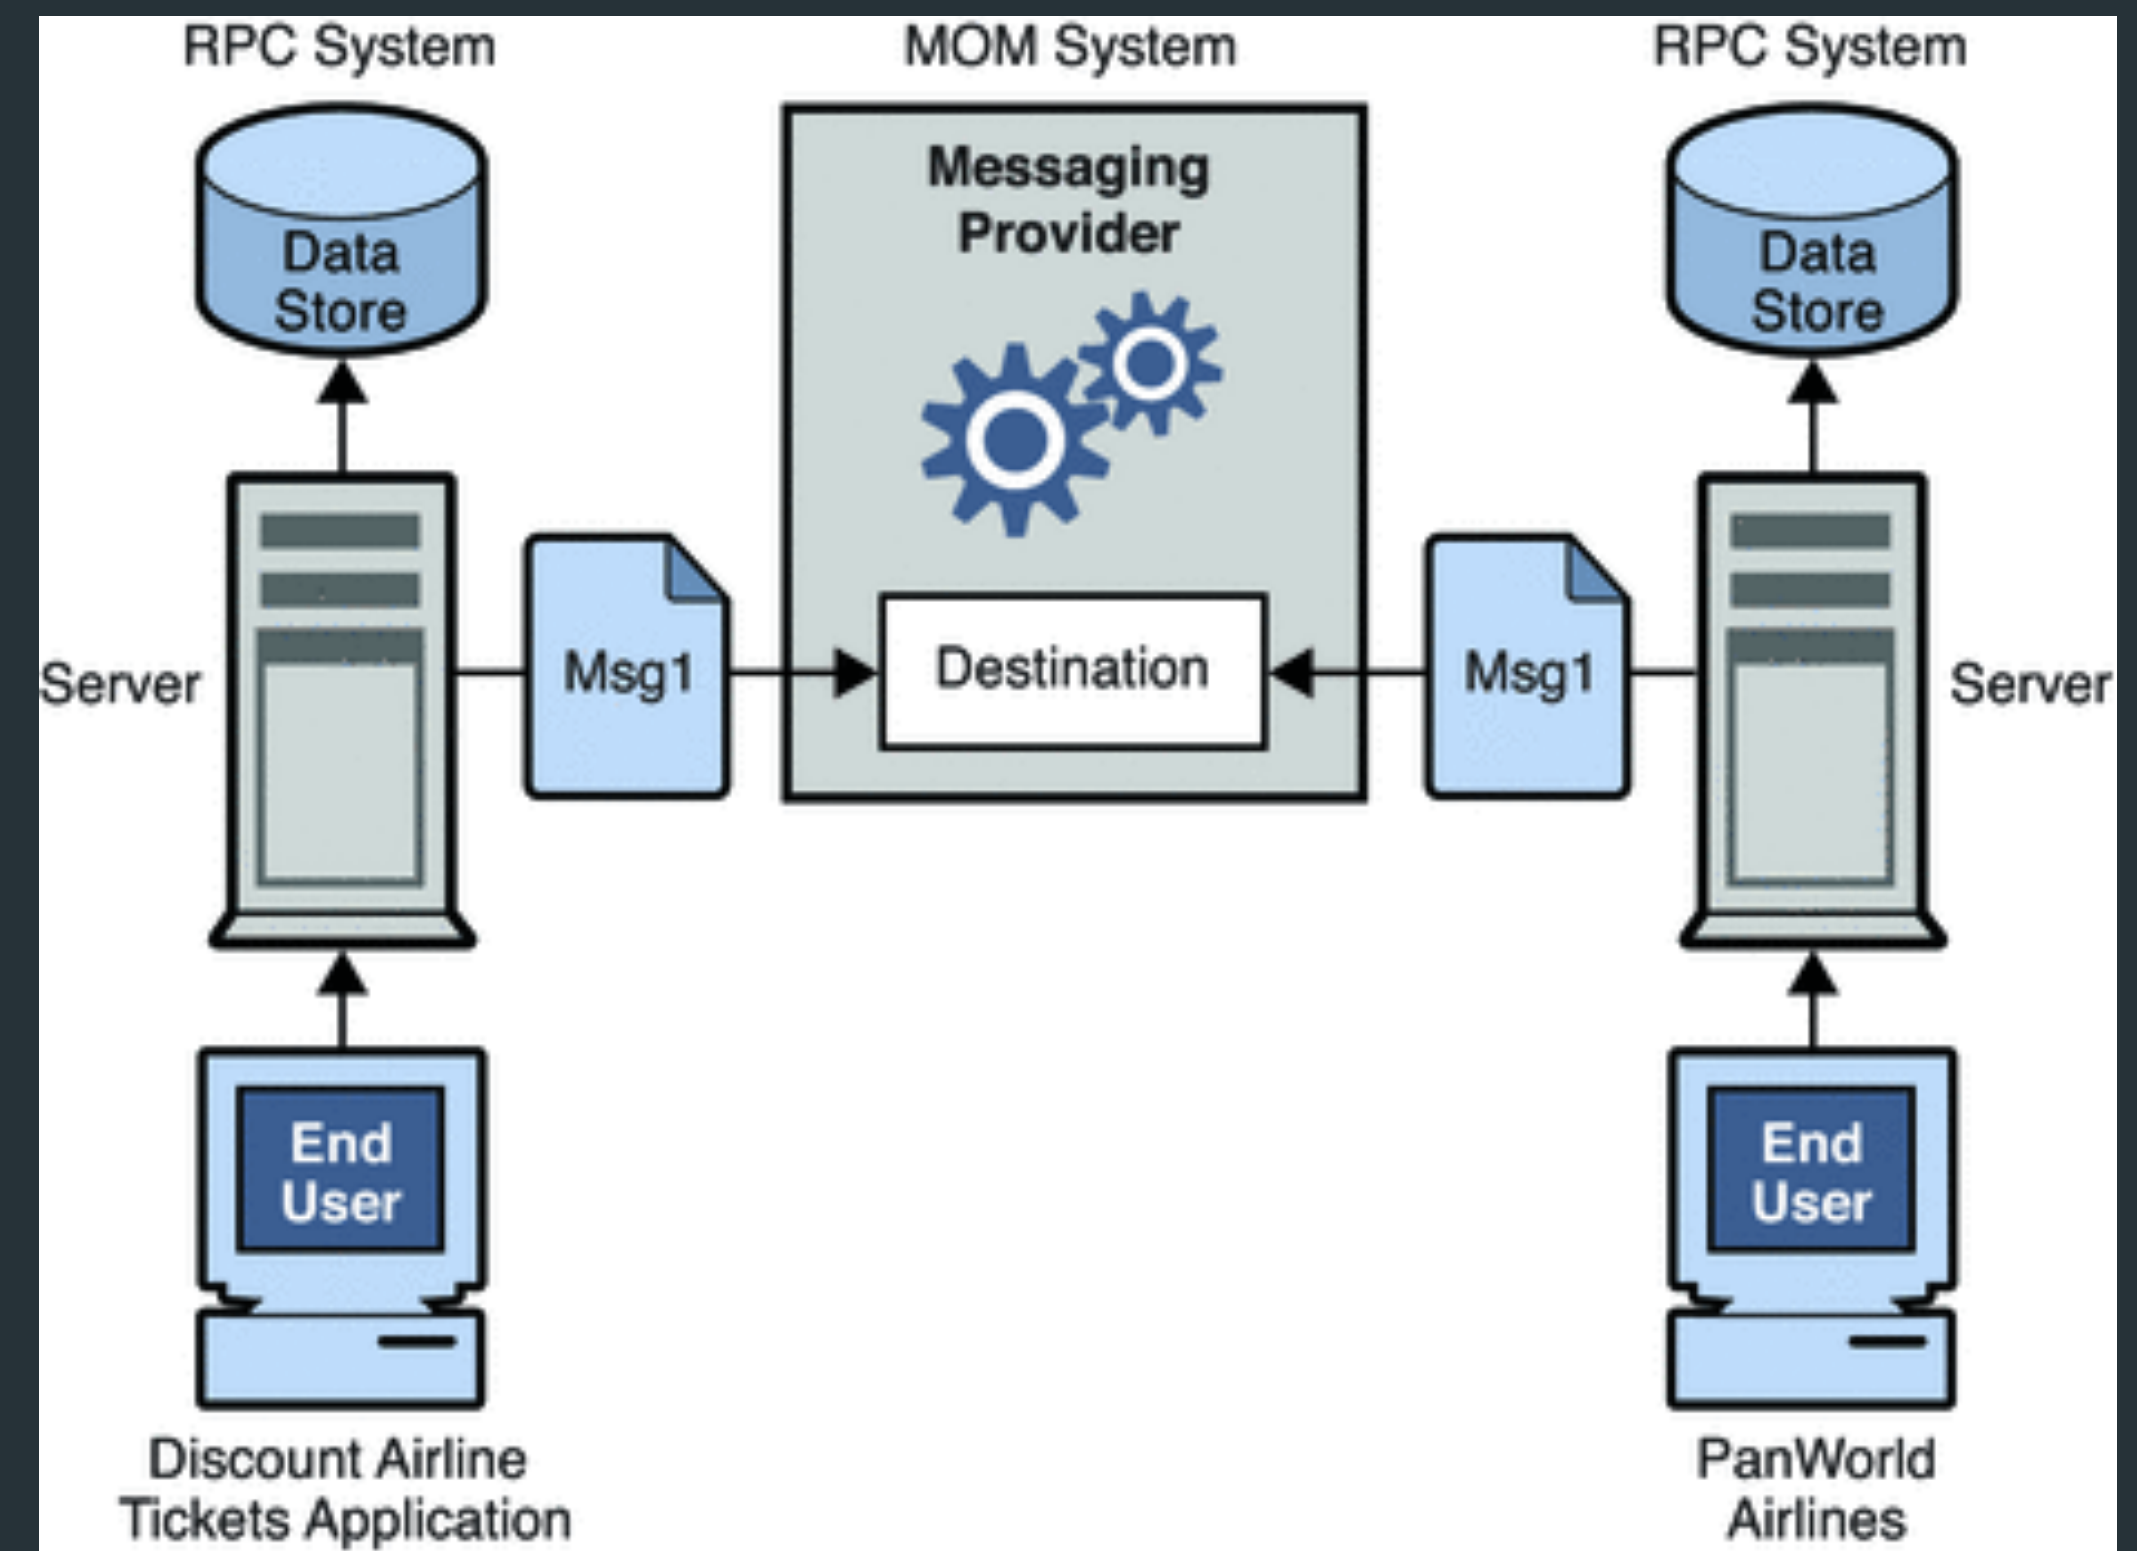 RPC System
MOM System
RPC System
Messaging
Provider
Data
Store
Data
Store
Server
Msg1
Destination
Msg1
Server
End
User
End
User
Discount Airline
Tickets Application
PanWorld
Airlines